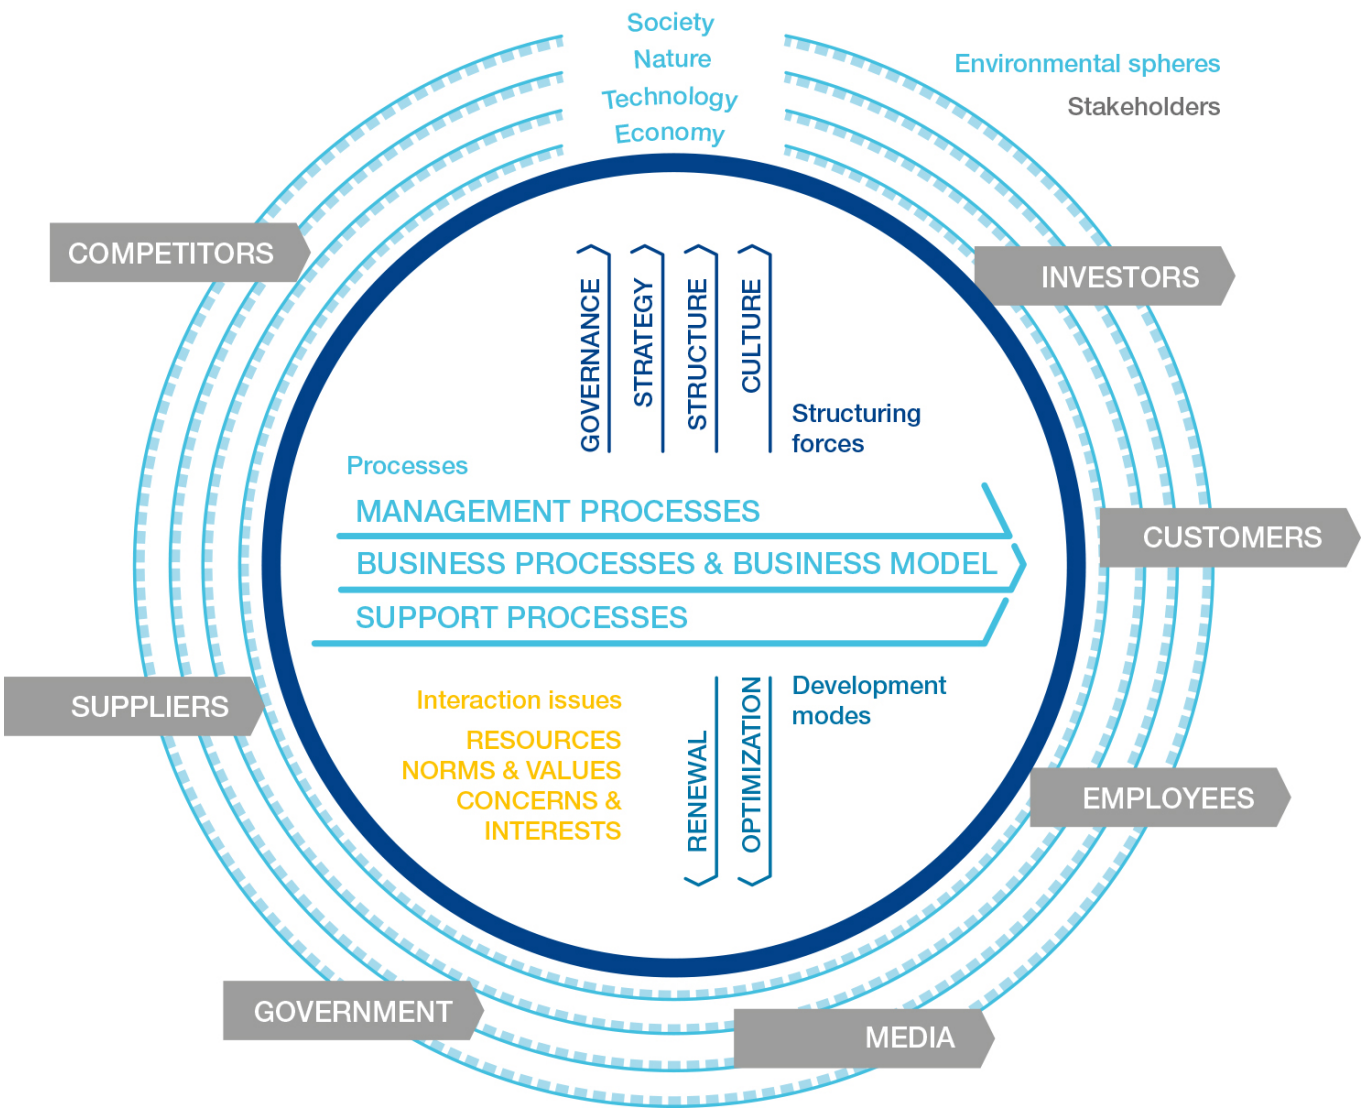 Society
Nature
Technology
Economy
Environmental spheres
Stakeholders
COMPETITORS
INVESTORS
GOVERNANCE
STRATEGY
STRUCTURE
CULTURE
Structuring
forces
Processes
MANAGEMENT PROCESSES
BUSINESS PROCESSES & BUSINESS MODEL
SUPPORT PROCESSES
CUSTOMERS
SUPPLIERS
Interaction issues
RESOURCES
NORMS & VALUES
CONCERNS &
INTERESTS
RENEWAL
OPTIMIZATION
Development
modes
EMPLOYEES
GOVERNMENT
MEDIA